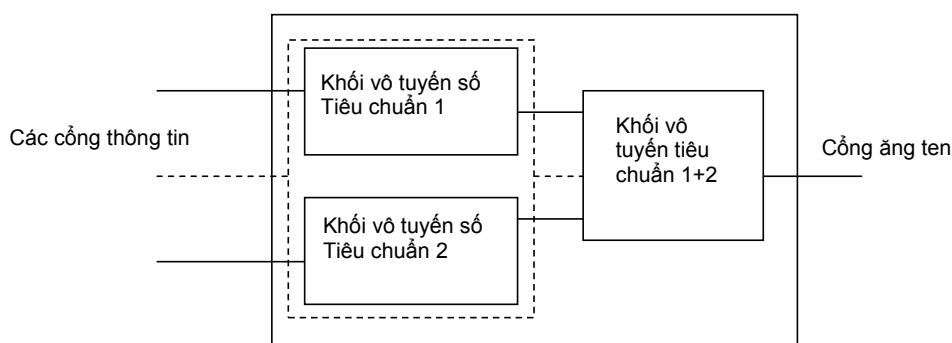 Khối vô tuyến số
Tiêu chuẩn 1
Các cổng thông tin
Khối vô
tuyến tiêu
chuẩn 1+2
Cổng ăng ten
Khối vô tuyến số
Tiêu chuẩn 2